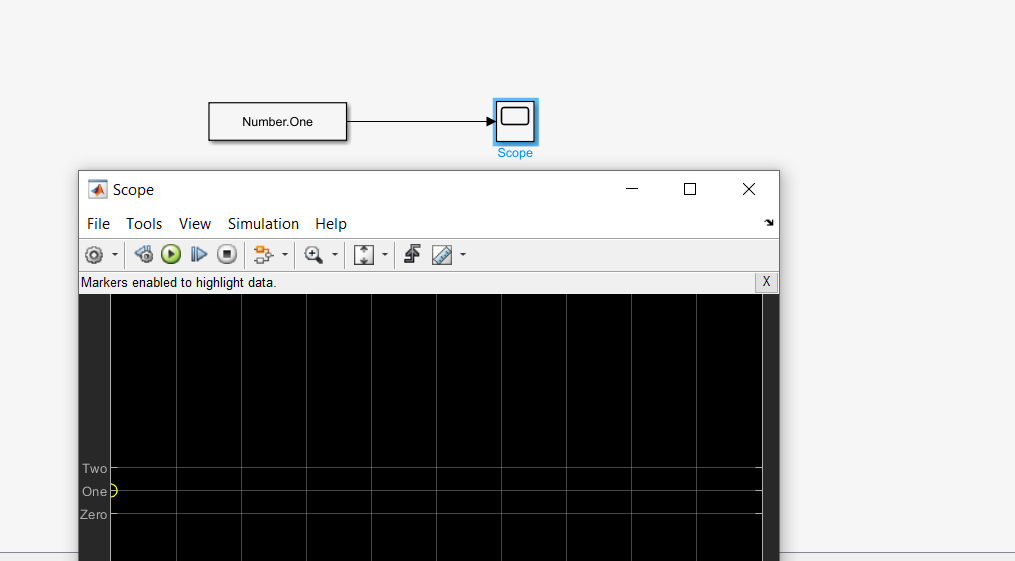 Number.One
Scope
Scope
File Tools View Simulation Help
Markers enabled to highlight data. X
Two
One
Zero